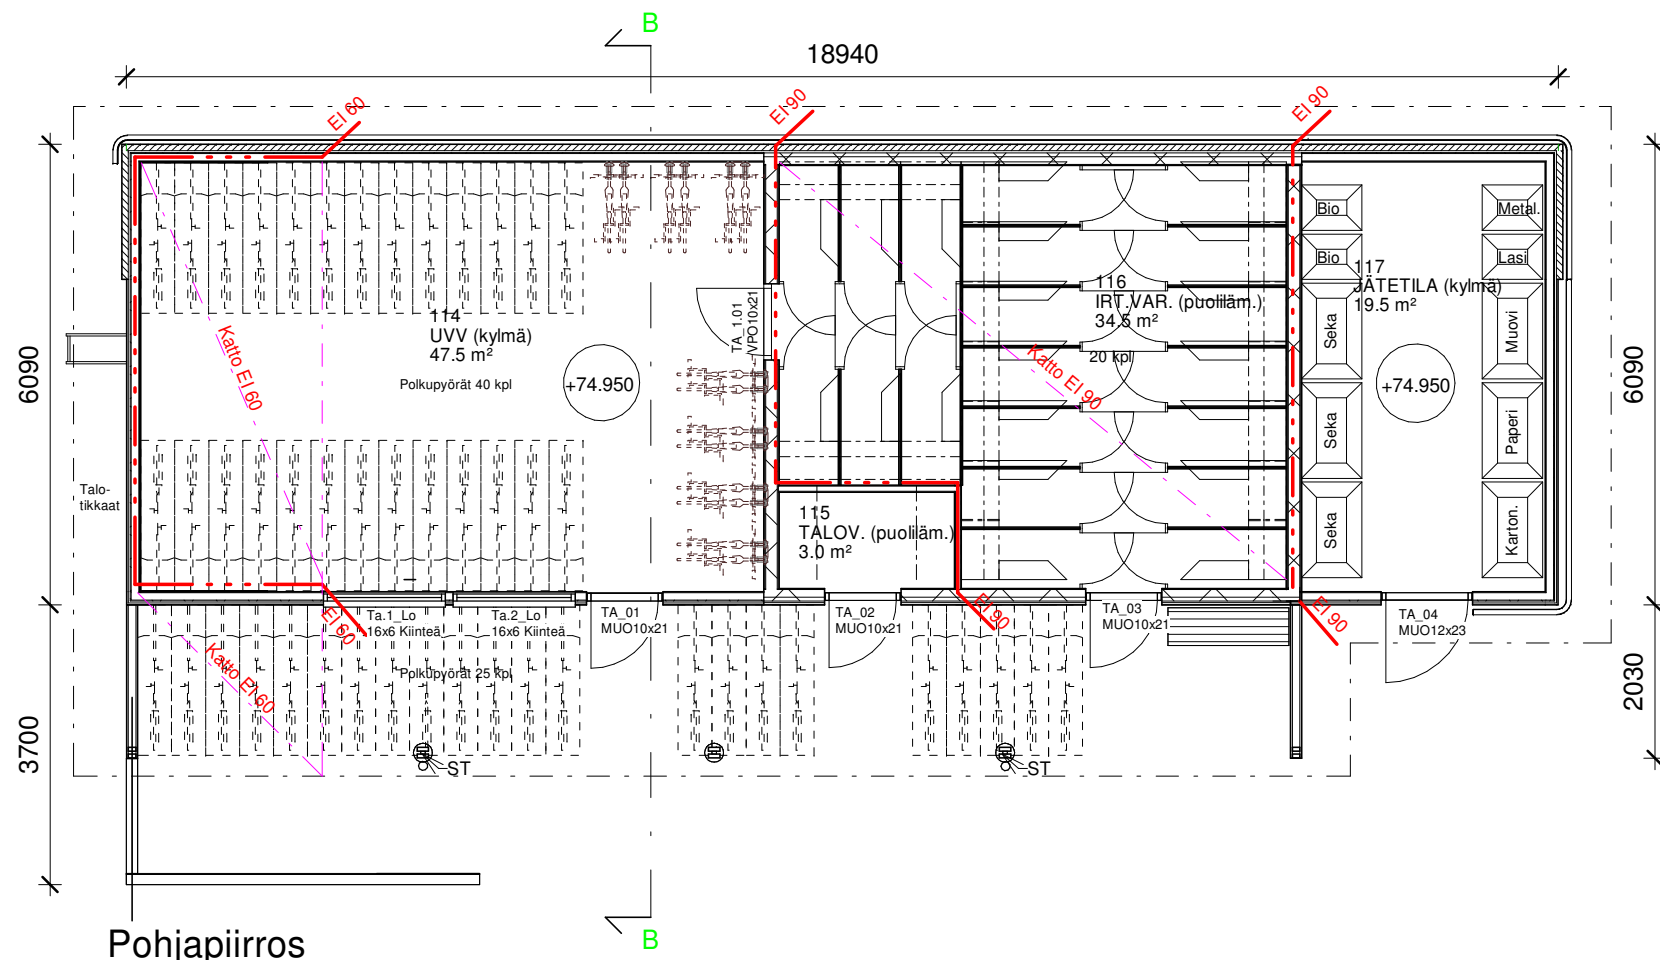 B
18940
EI 60
EI 90
EI 90
Bio
Metal.
Bio
Lasi
114
UVV (kylmä)
47.5 m²
Polkupyörät 40 kpl
+74.950
Katto EI 60
TA_1.01
VPO10x21
116
IRT.VAR. (puoliläm.)
34.5 m²
20 kpl
Katto EI 90
117
JÄTETILA (kylmä)
19.5 m²
+74.950
Seka
Muovi
Seka
Paperi
Seka
Karton.
6090
6090
Talo-
tikkaat
115
TALOV. (puoliläm.)
3.0 m²
EI 60
Ta.1_Lo
16x6 Kiinteä
Ta.2_Lo
16x6 Kiinteä
TA_01
MUO10x21
TA_02
MUO10x21
EI 90
TA_03
MUO10x21
EI 90
TA_04
MUO12x23
Katto EI 60
Polkupyörät 25 kpl
3700
2030
ST
ST
B
Pohjapiirros